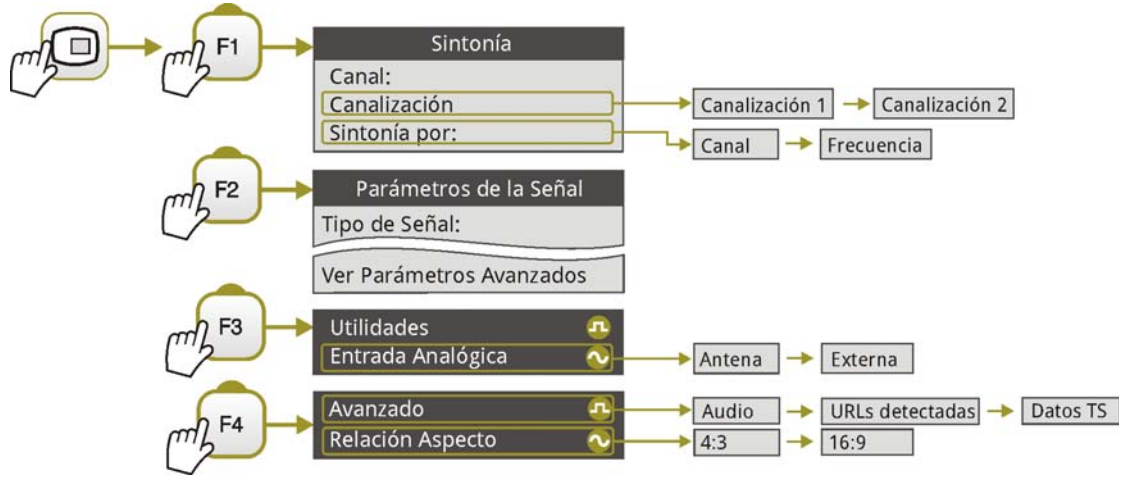 F1
Sintonía
Canal:
Canalización
Canalización 1
Canalización 2
Sintonía por:
Canal
Frecuencia
F2
Parámetros de la Señal
Tipo de Señal:
Ver Parámetros Avanzados
F3
Utilidades
Entrada Analógica
Antena
Externa
F4
Avanzado
Audio
URLs detectadas
Datos TS
Relación Aspecto
4:3
16:9